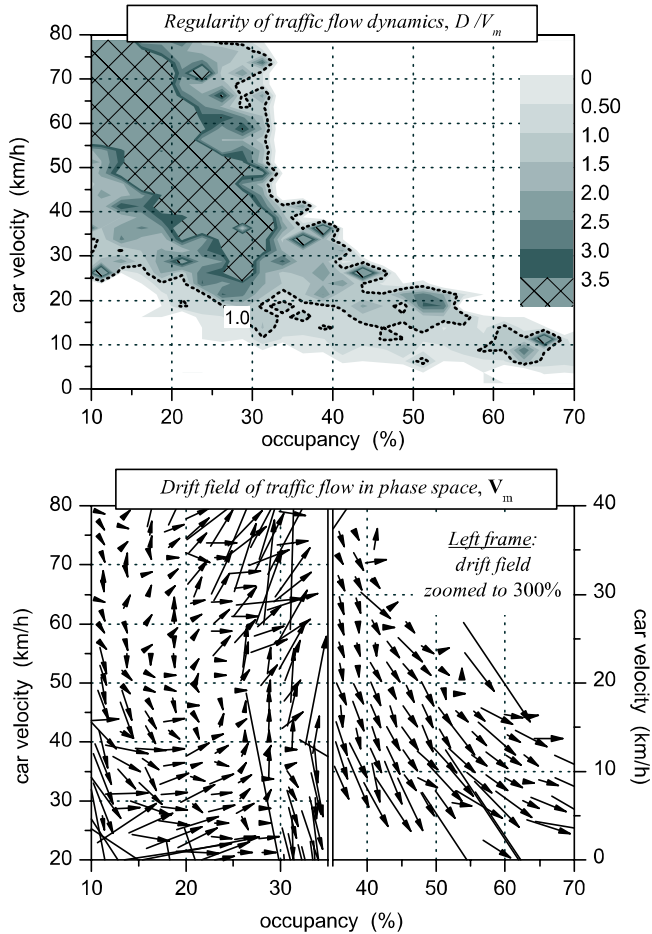 Regularity of traffic flow dynamics, D /Vm
80
70
60
50
40
30
20
10
0
car velocity (km/h)
1.0
0
0.50
1.0
1.5
2.0
2.5
3.0
3.5
10 20 30 40 50 60 70
occupancy (%)
Drift field of traffic flow in phase space, Vm
80
70
60
50
40
30
20
car velocity (km/h)
Left frame:
drift field
zoomed to 300%
40
30
20
10
0
car velocity (km/h)
10 20 30 40 50 60 70
occupancy (%)